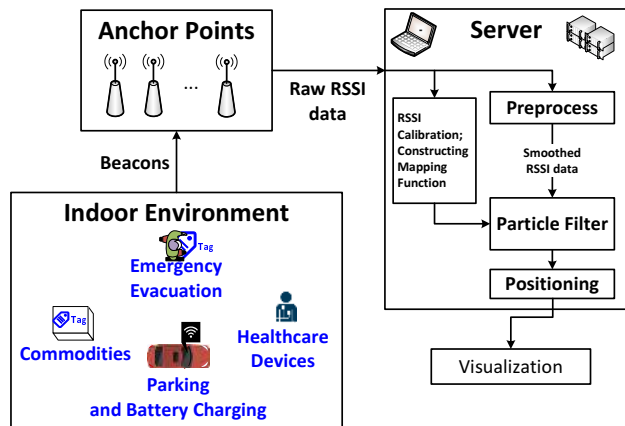 Anchor Points
...
Raw RSSI
data
Beacons
Indoor Environment
Tag
Emergency
Evacuation
Tag
Commodities
Healthcare
Devices
Parking
and Battery Charging
Server
RSSI
Calibration;
Constructing
Mapping
Function
Preprocess
Smoothed
RSSI data
Particle Filter
Positioning
Visualization